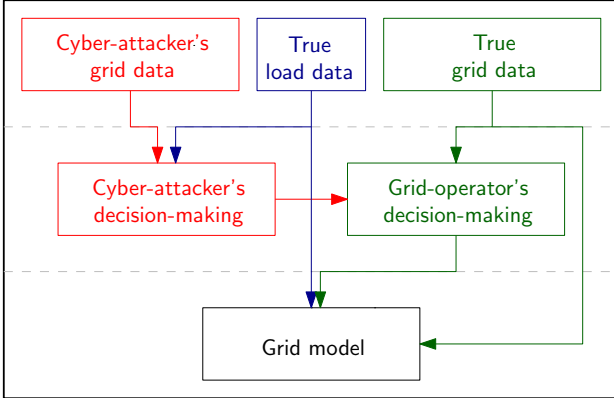 Cyber-attacker's
grid data
True
load data
True
grid data
Cyber-attacker's
decision-making
Grid-operator's
decision-making
Grid model